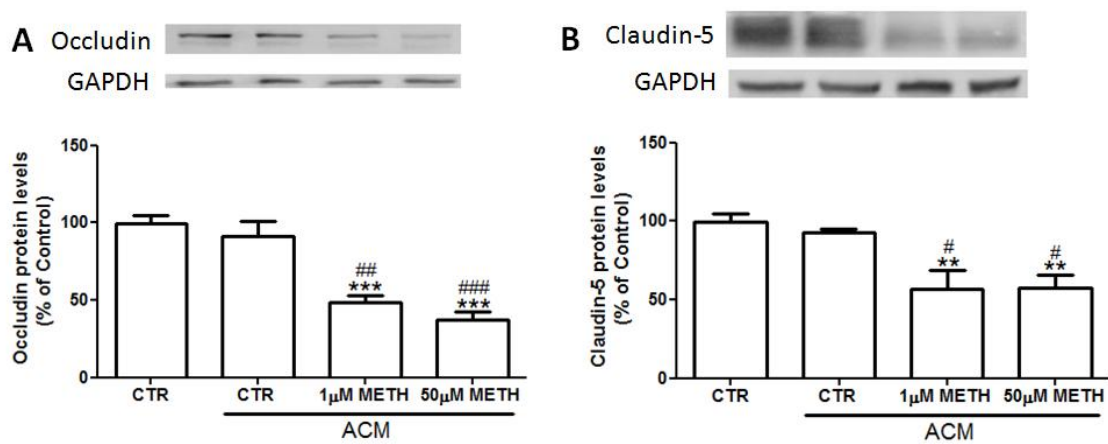 A Occludin
GAPDH
Occludin protein levels
(% of Control)
150
100
50
0
##
***
###
***
CTR
CTR 1μM METH 50μM METH
ACM
B Claudin-5
GAPDH
Claudin-5 protein levels
(% of Control)
150
100
50
0
#
**
#
**
CTR
CTR 1μM METH 50μM METH
ACM